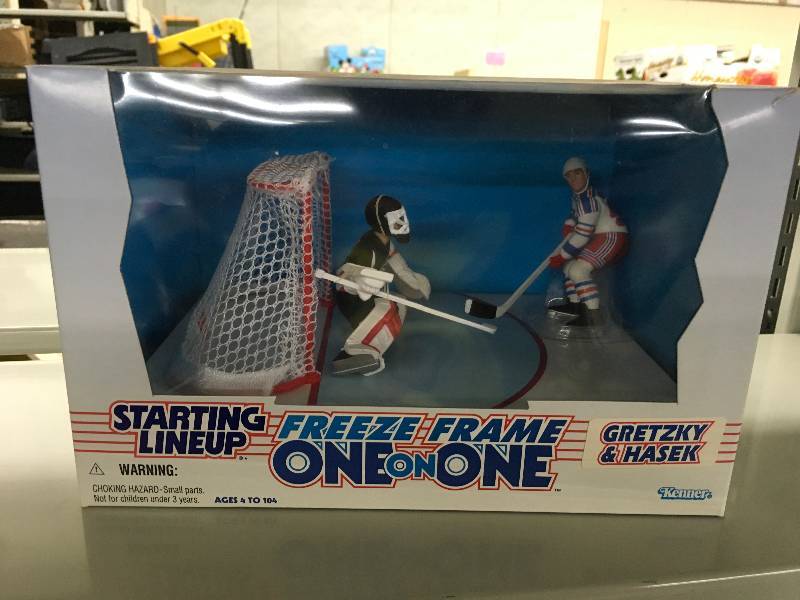 STARTING
LINEUP
FREEZE FRAME
ONE ON ONE
GRETZKY
& HASEK
WARNING:
CHOKING HAZARD-Small parts.
Not for children under 3 years.
AGES 4 TO 104
Kenner